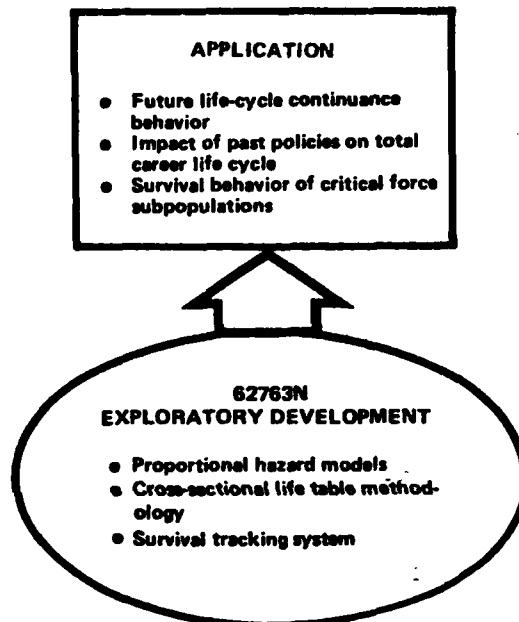 APPLICATION
● Future life-cycle continuance
behavior
● Impact of past policies on total
career life cycle
● Survival behavior of critical force
subpopulations
62763N
EXPLORATORY DEVELOPMENT
● Proportional hazard models
● Cross-sectional life table method-
ology
● Survival tracking system